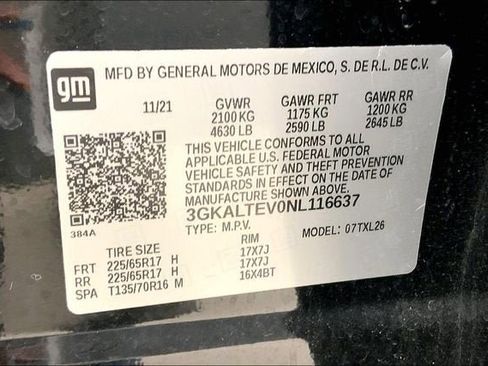 gm
MFD BY GENERAL MOTORS DE MEXICO, S. DE R.L. DE C.V.
11/21 GVWR GAWR FRT GAWR RR
2100 KG 1175 KG 1200 KG
4630 LB 2590 LB 2645 LB
THIS VEHICLE CONFORMS TO ALL
APPLICABLE U.S. FEDERAL MOTOR
VEHICLE SAFETY AND THEFT PREVENTION
STANDARDS IN EFFECT ON THE DATE OF
MANUFACTURE SHOWN ABOVE.
3GKALTEV0NL116637
384A
TYPE: M.P.V. MODEL: 07TXL26
TIRE SIZE RIM
FRT 225/65R17 H 17X7J
RR 225/65R17 H 17X7J
SPA T135/70R16 M 16X4BT